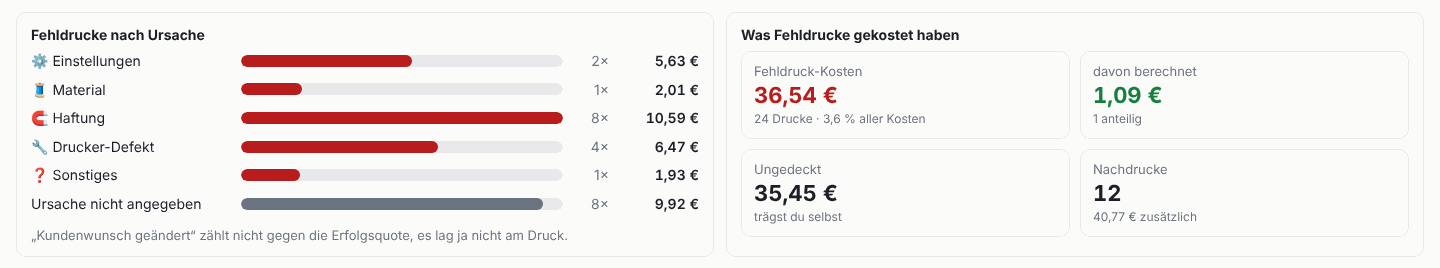 Fehldrucke nach Ursache
⚙️ Einstellungen 2× 5,63 €
🧵 Material 1× 2,01 €
🧲 Haftung 8× 10,59 €
🔧 Drucker-Defekt 4× 6,47 €
❓ Sonstiges 1× 1,93 €
Ursache nicht angegeben 8× 9,92 €
„Kundenwunsch geändert“ zählt nicht gegen die Erfolgsquote, es lag ja nicht am Druck.
Was Fehldrucke gekostet haben
Fehldruck-Kosten
36,54 €
24 Drucke · 3,6 % aller Kosten
davon berechnet
1,09 €
1 anteilig
Ungedeckt
35,45 €
trägst du selbst
Nachdrucke
12
40,77 € zusätzlich